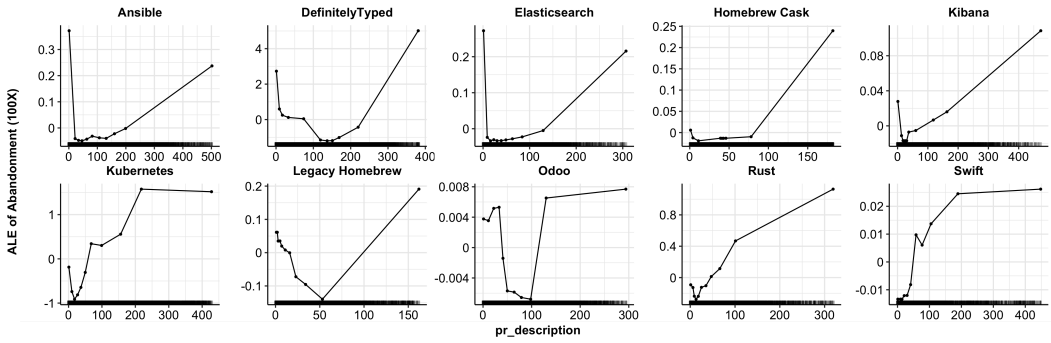 Ansible DefinitelyTyped Elasticsearch Homebrew Cask Kibana
0.3 0.2 0.1 0
4 2 0
0.2 0.1 0
0.25 0.20 0.15 0.10 0.05 0
0.08 0.04 0
0 100 200 300 400 500
0 100 200 300 400
0 100 200 300
0 50 100 150
0 100 200 300 400
Kubernetes Legacy Homebrew Odoo Rust Swift
1 0 -1
0.2 0.1 0 -0.1
0.008 0.004 0 -0.004
0.8 0.4 0
0.02 0.01 0 -0.01
0 100 200 300 400
0 50 100 150
0 100 200 300
0 100 200 300
0 100 200 300 400
ALE of Abandonment (100X)
pr_description